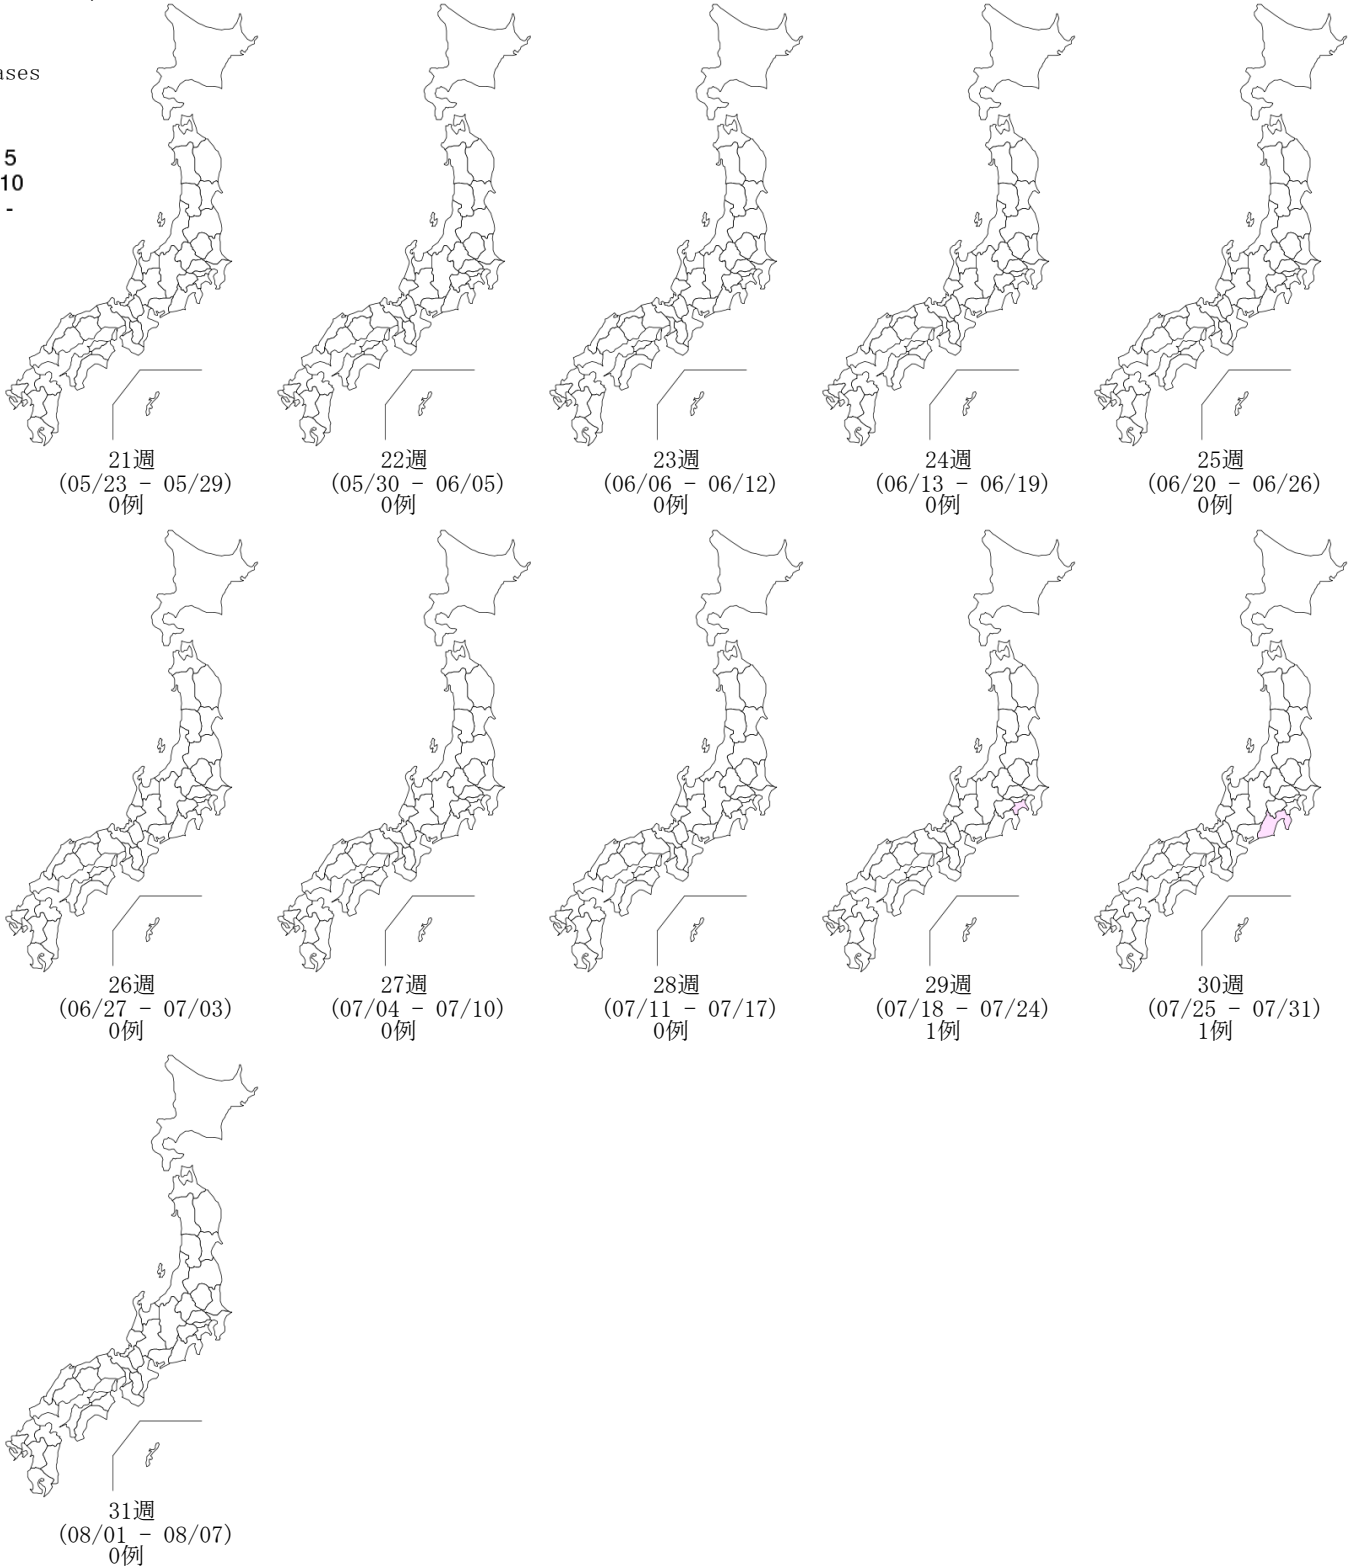 5
10
-
21週
(05/23 - 05/29)
0例
22週
(05/30 - 06/05)
0例
23週
(06/06 - 06/12)
0例
24週
(06/13 - 06/19)
0例
25週
(06/20 - 06/26)
0例
26週
(06/27 - 07/03)
0例
27週
(07/04 - 07/10)
0例
28週
(07/11 - 07/17)
0例
29週
(07/18 - 07/24)
1例
30週
(07/25 - 07/31)
1例
31週
(08/01 - 08/07)
0例